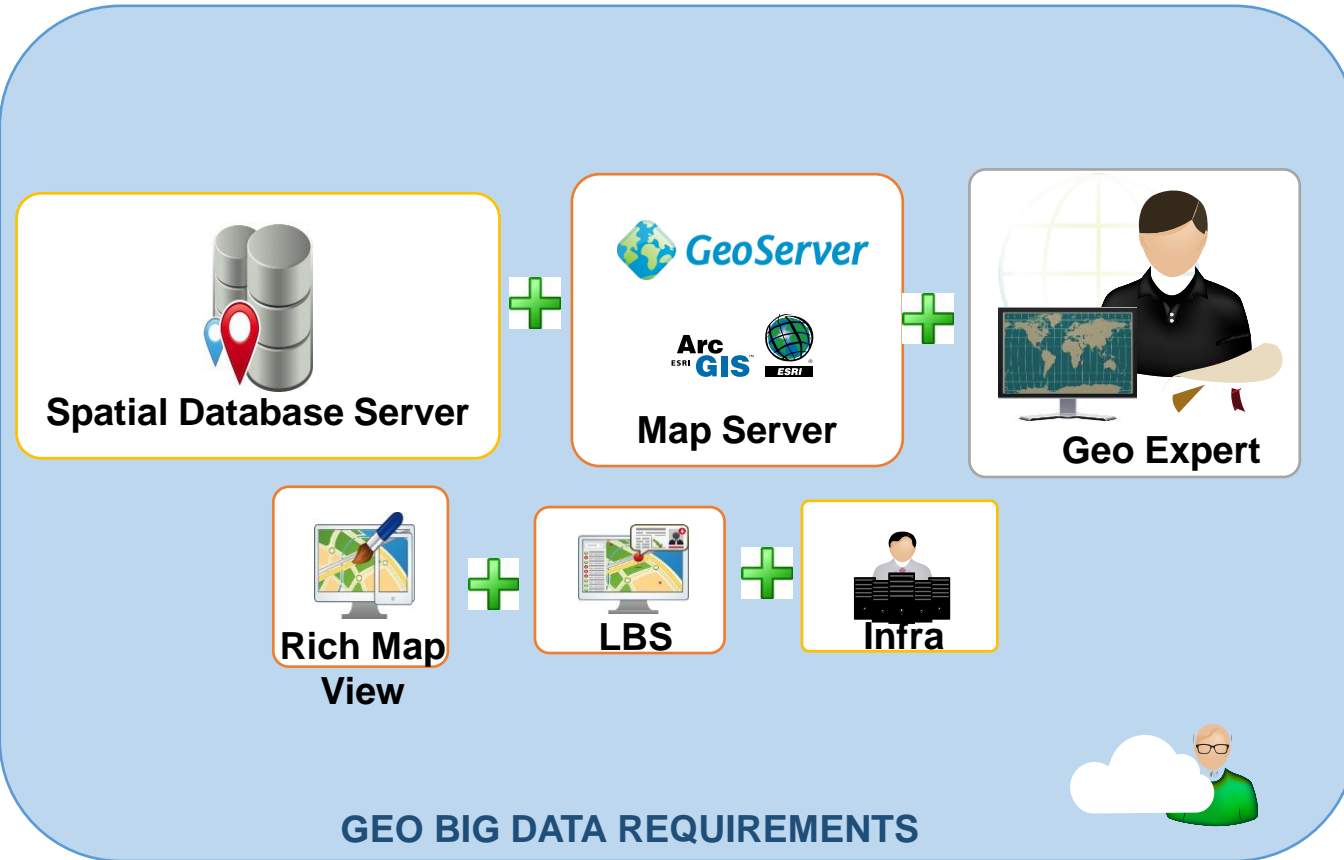 GeoServer
Arc
ESRI GIS™
ESRI
®
Spatial Database Server
Map Server
Geo Expert
Rich Map
View
LBS
Infra
GEO BIG DATA REQUIREMENTS